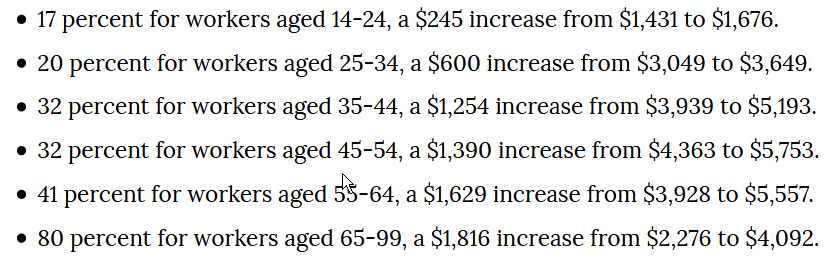 • 17 percent for workers aged 14-24, a $245 increase from $1,431 to $1,676.
• 20 percent for workers aged 25-34, a $600 increase from $3,049 to $3,649.
• 32 percent for workers aged 35-44, a $1,254 increase from $3,939 to $5,193.
• 32 percent for workers aged 45-54, a $1,390 increase from $4,363 to $5,753.
• 41 percent for workers aged 55-64, a $1,629 increase from $3,928 to $5,557.
• 80 percent for workers aged 65-99, a $1,816 increase from $2,276 to $4,092.